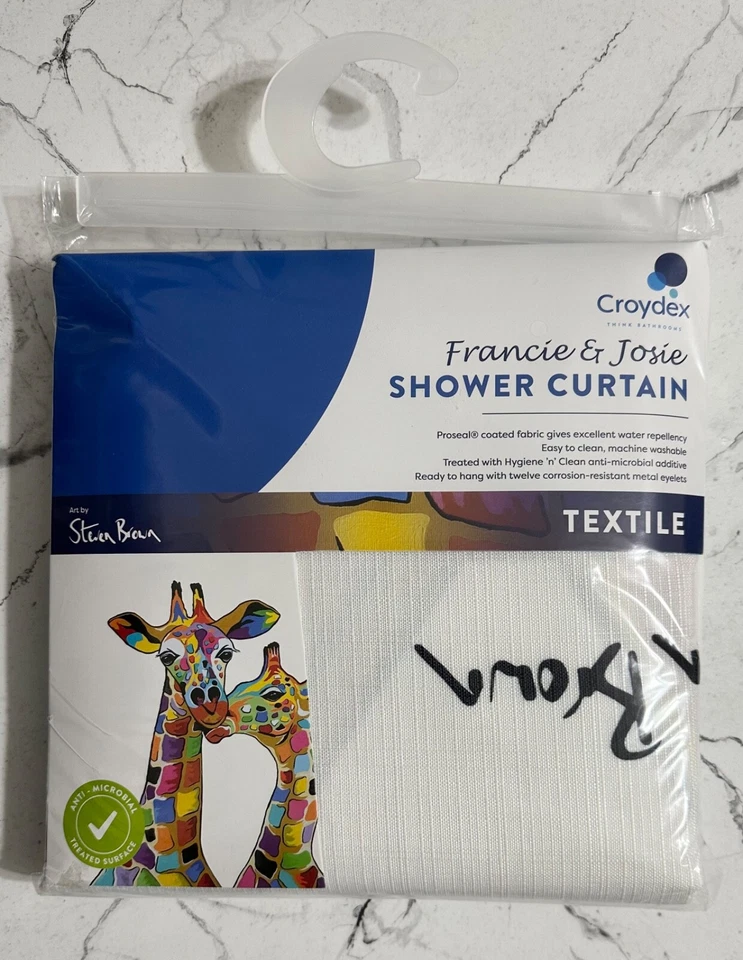 Croydex
THINK BATHROOMS
Francie & Josie
SHOWER CURTAIN
Proseal® coated fabric gives excellent water repellency
Easy to clean, machine washable
Treated with Hygiene 'n' Clean anti-microbial additive
Ready to hang with twelve corrosion-resistant metal eyelets
Art by
Steven Brown
TEXTILE
n Brown
ANTI-MICROBIAL
TREATED SURFACE